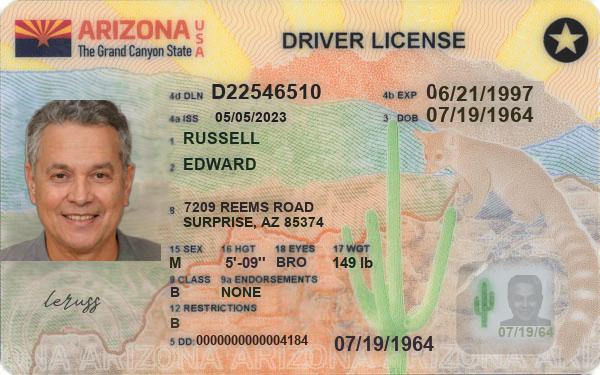 ARIZONA USA
The Grand Canyon State
DRIVER LICENSE
4d DLN D22546510
4b EXP 06/21/1997
4a ISS 05/05/2023
3 DOB 07/19/1964
1 RUSSELL
2 EDWARD
8 7209 REEMS ROAD
SURPRISE, AZ 85374
15 SEX 16 HGT 18 EYES 17 WGT
M 5'-09" BRO 149 lb
9 CLASS 9a ENDORSEMENTS
B NONE
12 RESTRICTIONS
B
5 DD: 0000000000004184
leruss
07/19/64
07/19/1964
ARIZONA ARIZONA ARIZONA ARIZONA